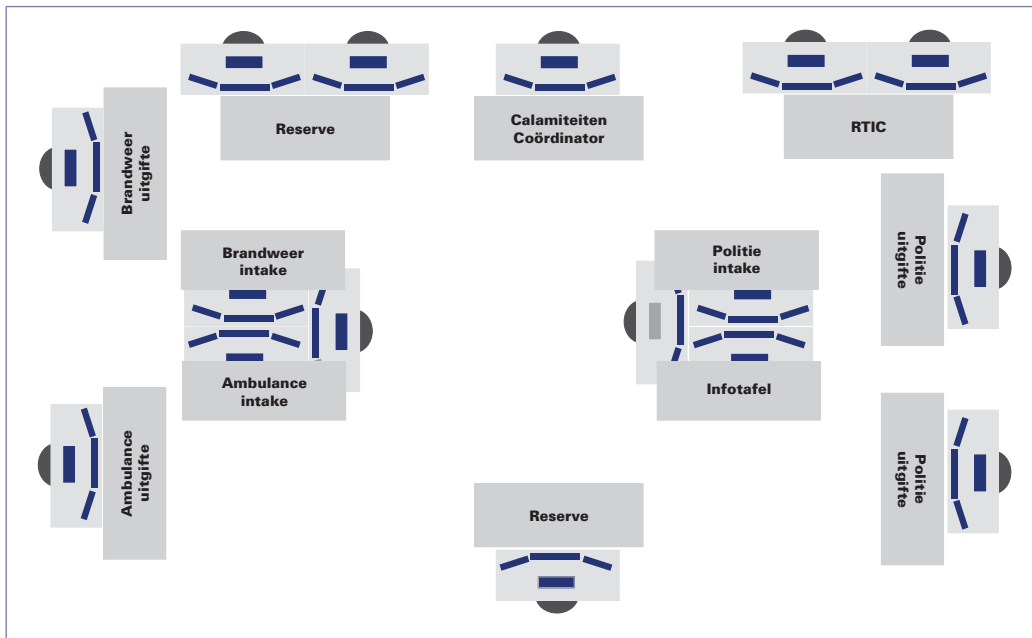 Reserve
Calamiteiten
Coördinator
RTIC
Brandweer
uitgifte
Brandweer
intake
Politie
intake
Politie
uitgifte
Ambulance
intake
Infotafel
Ambulance
uitgifte
Politie
uitgifte
Reserve